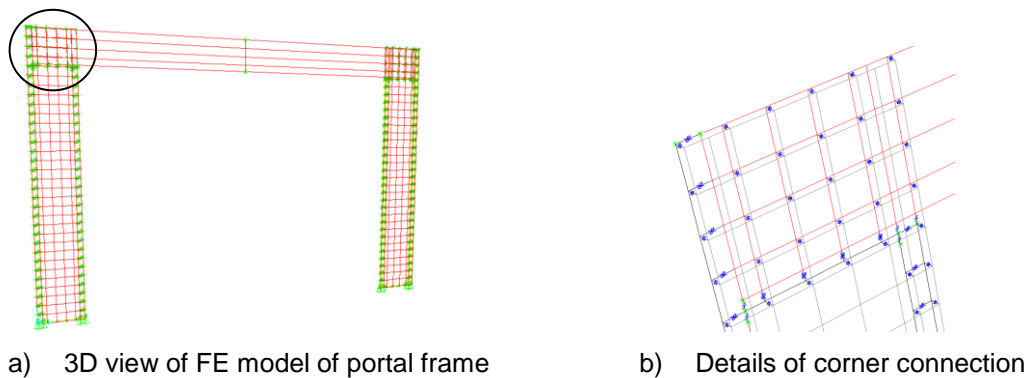 a) 3D view of FE model of portal frame
b) Details of corner connection